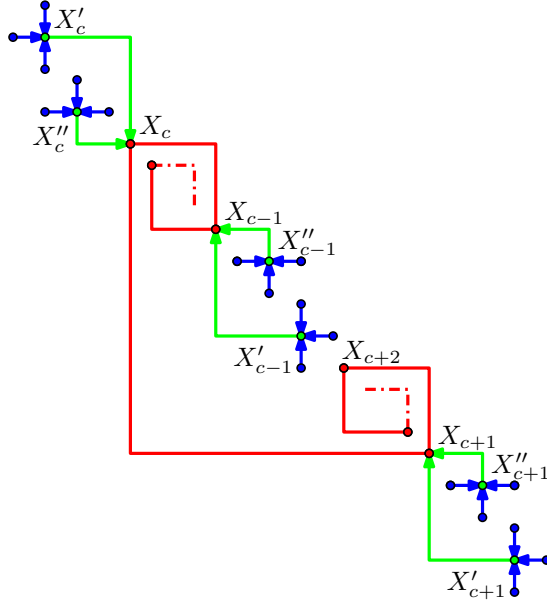 X′_c
X″_c
X_c
X_{c−1}
X″_{c−1}
X′_{c−1}
X_{c+2}
X_{c+1}
X″_{c+1}
X′_{c+1}